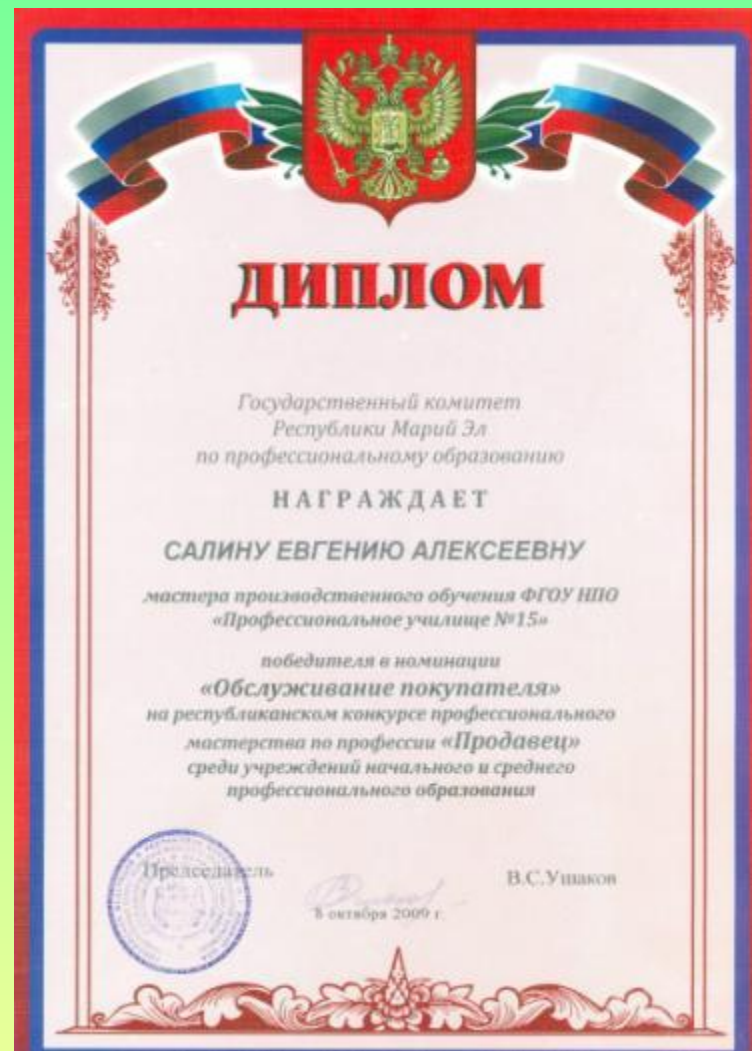 ДИПЛОМ
Государственный комитет
Республики Марий Эл
по профессиональному образованию
НАГРАЖДАЕТ
САЛИНУ ЕВГЕНИЮ АЛЕКСЕЕВНУ
мастера производственного обучения ФГОУ НПО
«Профессиональное училище №15»
победителя в номинации
«Обслуживание покупателя»
на республиканском конкурсе профессионального
мастерства по профессии «Продавец»
среди учреждений начального и среднего
профессионального образования
Председатель
В.С.Ушаков
8 октября 2009 г.